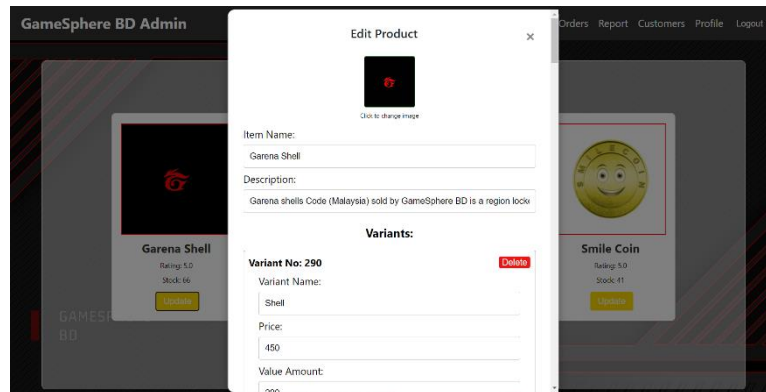 GameSphere BD Admin
Orders Report Customers Profile Logout
Edit Product
×
Click to change image
Item Name:
Garena Shell
Description:
Garena shells Code (Malaysia) sold by GameSphere BD is a region locke
Variants:
Variant No: 290
Delete
Variant Name:
Shell
Price:
450
Value Amount:
Garena Shell
Rating: 5.0
Stock: 66
Update
SMILECOIN
Smile Coin
Rating: 5.0
Stock: 41
Update
BD